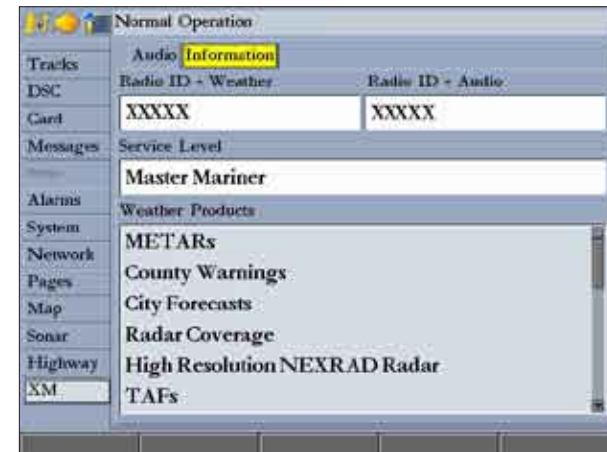 Normal Operation
Audio Information
Tracks
DSC
Card
Messages
Alarms
System
Network
Pages
Map
Sonar
Highway
XM
Radio ID - Weather
Radio ID - Audio
XXXXX
XXXXX
Service Level
Master Mariner
Weather Products
METARs
County Warnings
City Forecasts
Radar Coverage
High Resolution NEXRAD Radar
TAFs